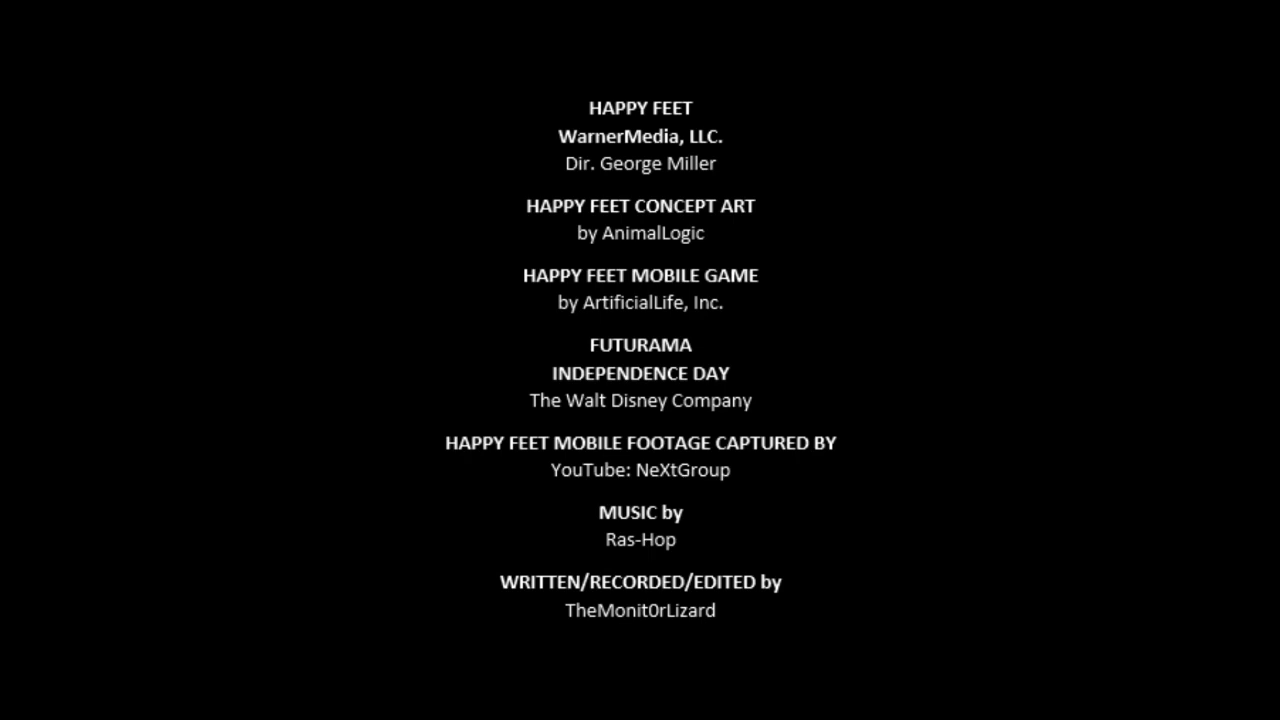 HAPPY FEET
WarnerMedia, LLC.
Dir. George Miller
HAPPY FEET CONCEPT ART
by AnimalLogic
HAPPY FEET MOBILE GAME
by ArtificialLife, Inc.
FUTURAMA
INDEPENDENCE DAY
The Walt Disney Company
HAPPY FEET MOBILE FOOTAGE CAPTURED BY
YouTube: NeXtGroup
MUSIC by
Ras-Hop
WRITTEN/RECORDED/EDITED by
TheMonit0rLizard